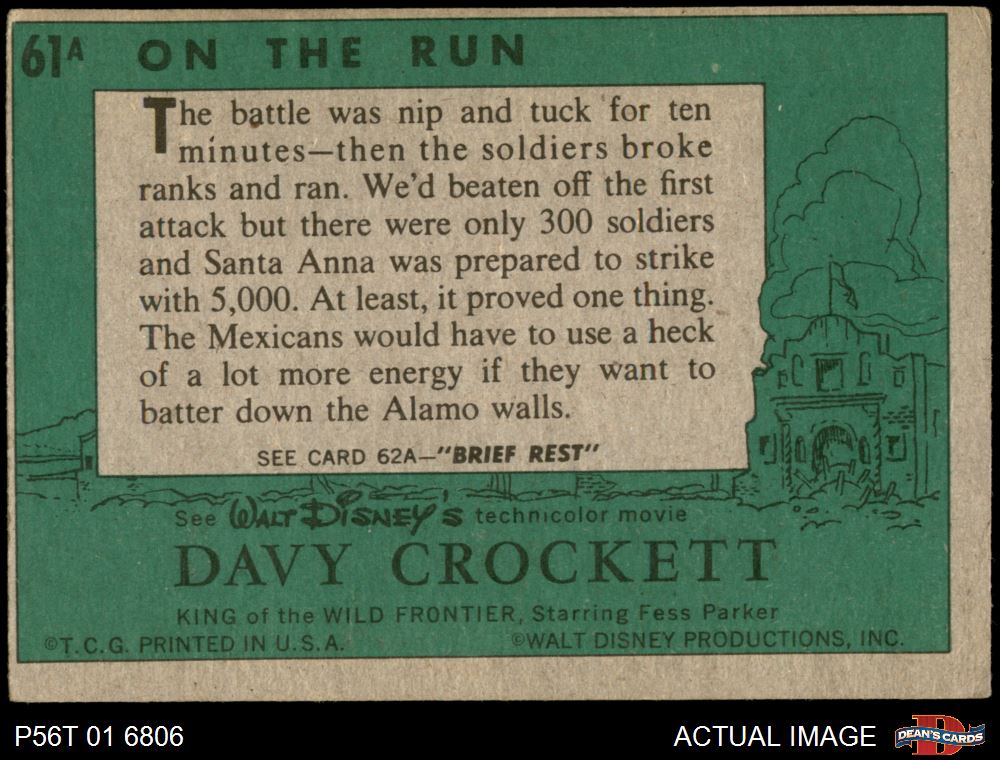 61A ON THE RUN
The battle was nip and tuck for ten
minutes—then the soldiers broke
ranks and ran. We'd beaten off the first
attack but there were only 300 soldiers
and Santa Anna was prepared to strike
with 5,000. At least, it proved one thing.
The Mexicans would have to use a heck
of a lot more energy if they want to
batter down the Alamo walls.
SEE CARD 62A—"BRIEF REST"
See WALT DISNEY'S technicolor movie
DAVY CROCKETT
KING of the WILD FRONTIER, Starring Fess Parker
©T.C.G. PRINTED IN U.S.A. ©WALT DISNEY PRODUCTIONS, INC.
P56T 01 6806 ACTUAL IMAGE D DEAN'S CARDS